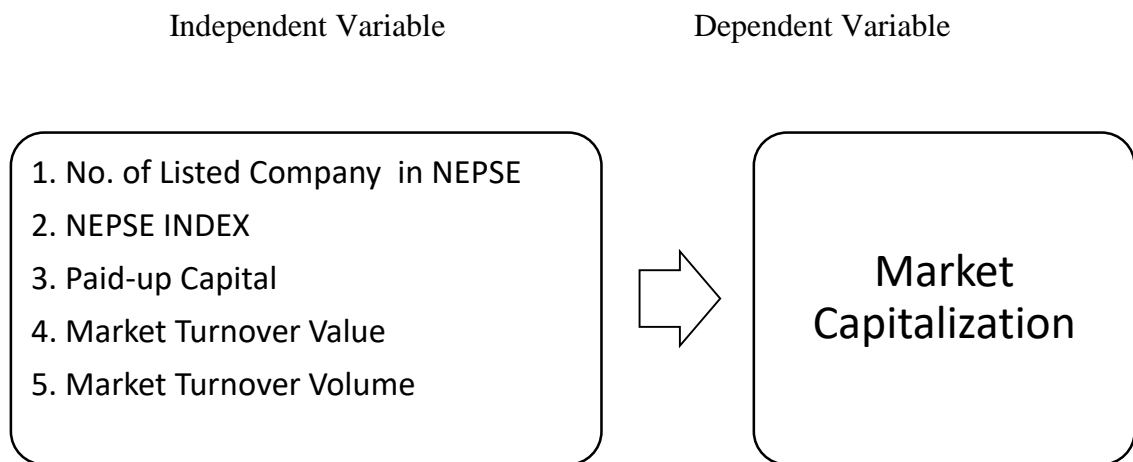 Independent Variable
Dependent Variable
1. No. of Listed Company in NEPSE
2. NEPSE INDEX
3. Paid-up Capital
4. Market Turnover Value
5. Market Turnover Volume
Market
Capitalization